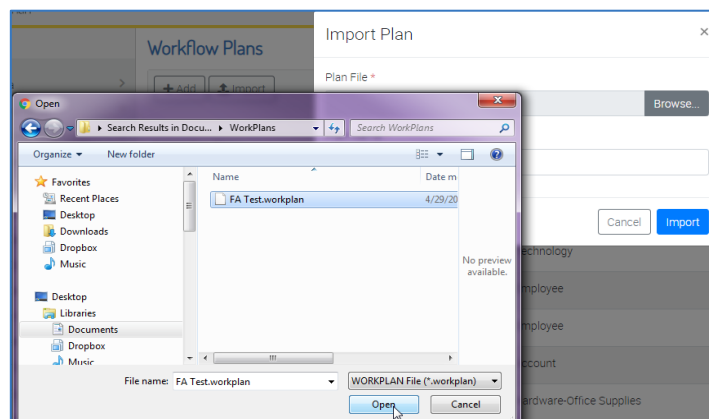 Workflow Plans
Import Plan
×
Add Import
Plan File *
Browse...
Open
Search Results in Docu... WorkPlans
Search WorkPlans
Organize New folder
Favorites
Recent Places
Desktop
Downloads
Dropbox
Music
Desktop
Libraries
Documents
Dropbox
Music
Name Date m
FA Test.workplan 4/29/20
No preview
available.
Cancel Import
echnology
mployee
mployee
ccount
ardware-Office Supplies
File name: FA Test.workplan WORKPLAN File (*.workplan)
Open Cancel